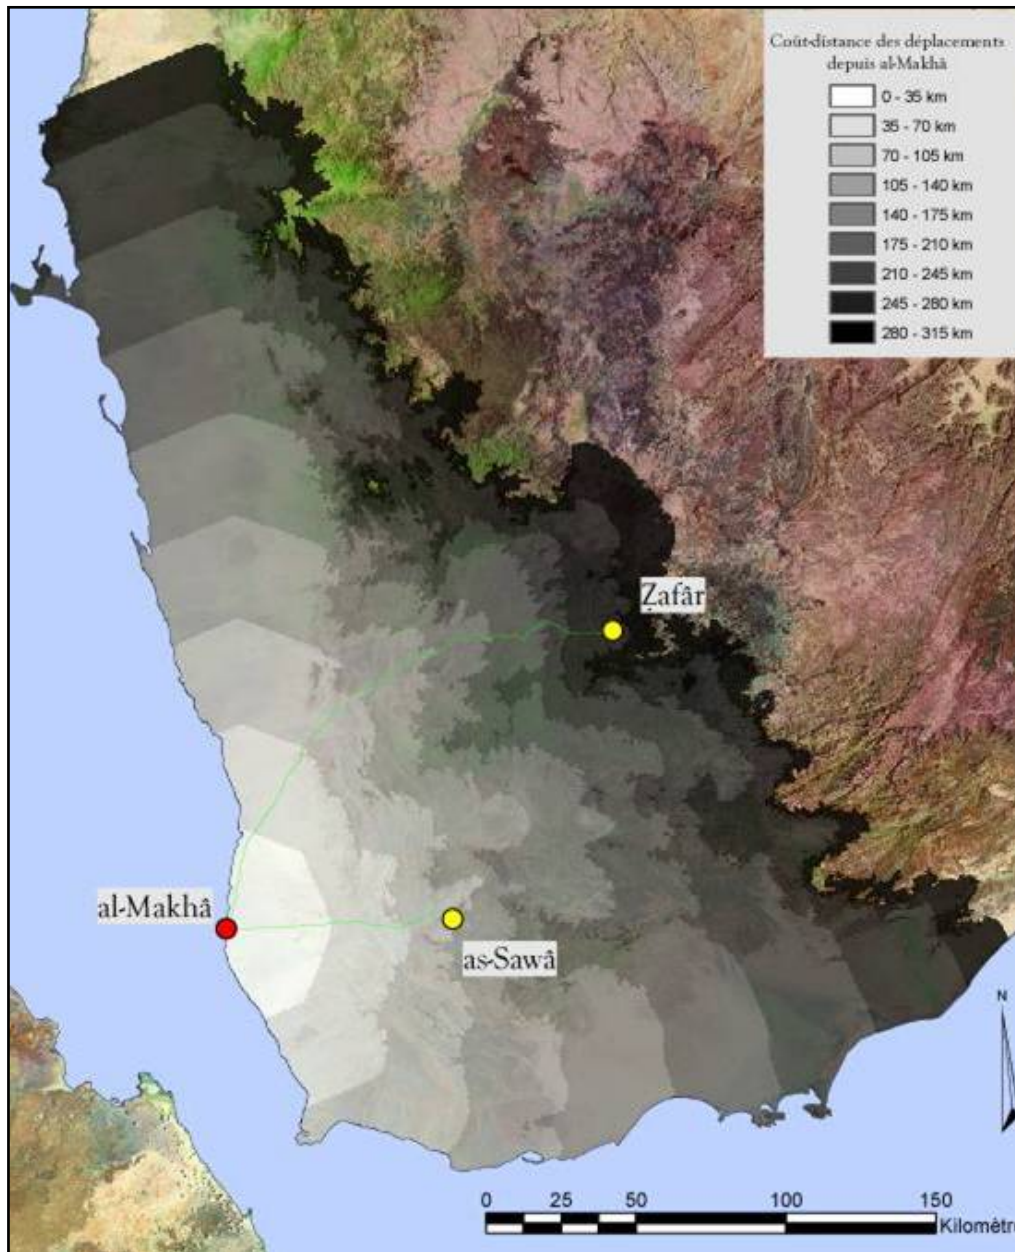 Coût-distance des déplacements
depuis al-Makhâ
0 - 35 km
35 - 70 km
70 - 105 km
105 - 140 km
140 - 175 km
175 - 210 km
210 - 245 km
245 - 280 km
280 - 315 km
Ẓafâr
al-Makhâ
as-Sawâ
N
0 25 50 100 150
Kilomètr